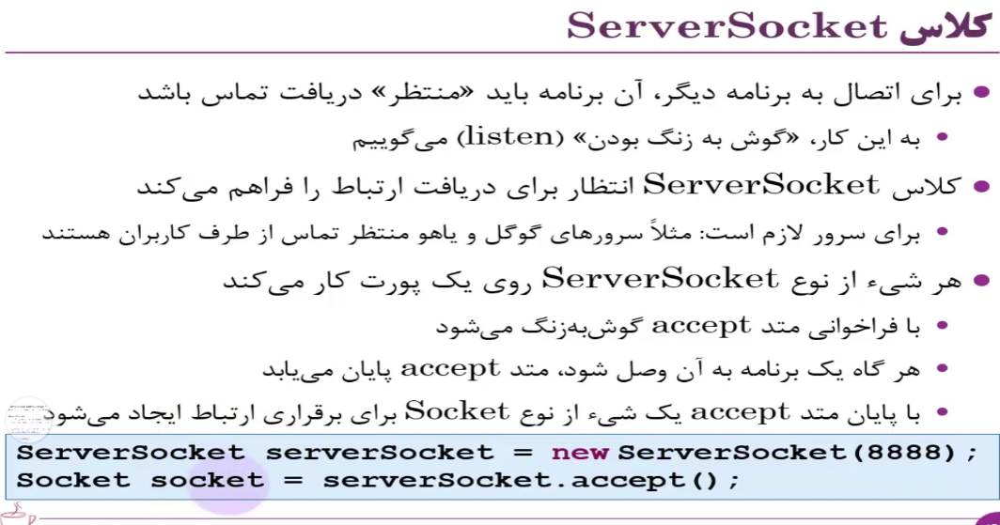 کلاس ServerSocket
برای اتصال به برنامه دیگر، آن برنامه باید «منتظر» دریافت تماس باشد
به این کار، «گوش به زنگ بودن» (listen) می‌گوییم
کلاس ServerSocket انتظار برای دریافت ارتباط را فراهم می‌کند
برای سرور لازم است: مثلاً سرورهای گوگل و یاهو منتظر تماس از طرف کاربران هستند
هر شیء از نوع ServerSocket روی یک پورت کار می‌کند
با فراخوانی متد accept گوش‌به‌زنگ می‌شود
هر گاه یک برنامه به آن وصل شود، متد accept پایان می‌یابد
با پایان متد accept یک شیء از نوع Socket برای برقراری ارتباط ایجاد می‌شود
ServerSocket serverSocket = new ServerSocket(8888);
Socket socket = serverSocket.accept();